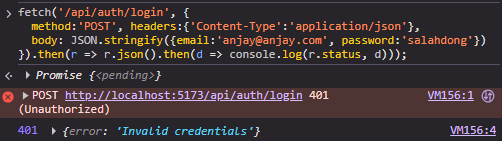 > fetch('/api/auth/login', {
method:'POST', headers:{'Content-Type':'application/json'},
body: JSON.stringify({email:'anjay@anjay.com', password:'salahdong'})
}).then(r => r.json().then(d => console.log(r.status, d)));
Promise {<pending>}
POST http://localhost:5173/api/auth/login 401 VM156:1
(Unauthorized)
401 {error: 'Invalid credentials'} VM156:4